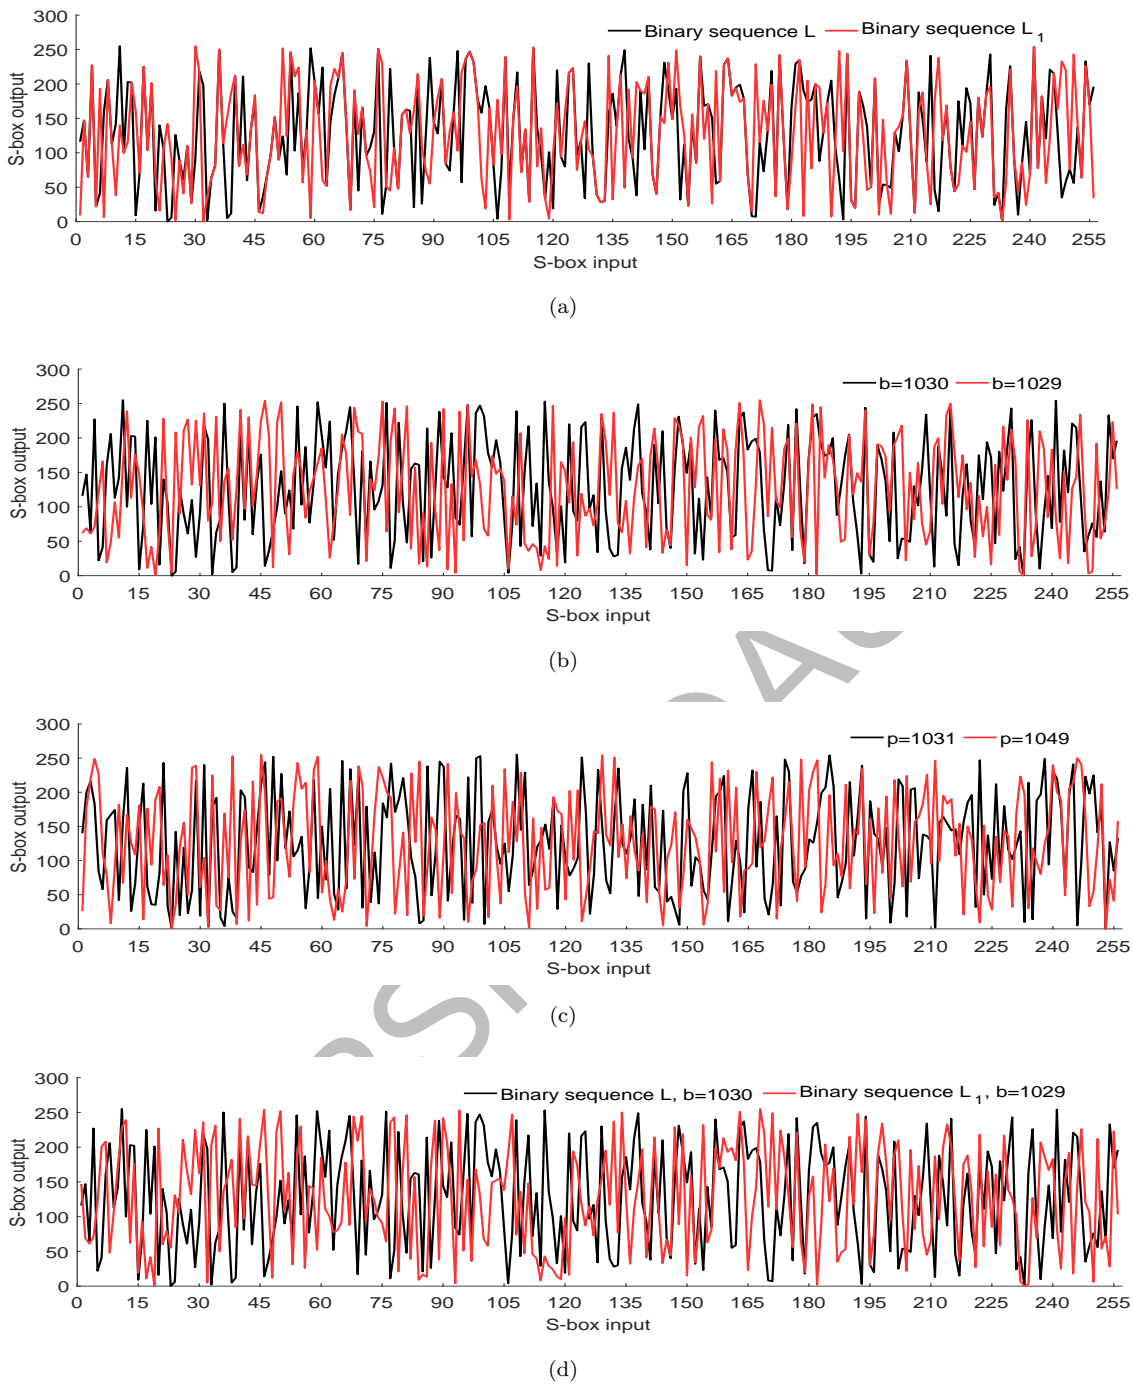 Binary sequence L Binary sequence L1
300
250
200
150
100
50
0
S-box output
1 15 30 45 60 75 90 105 120 135 150 165 180 195 210 225 240 255
S-box input
(a)
b=1030 b=1029
300
250
200
150
100
50
0
S-box output
0 15 30 45 60 75 90 105 120 135 150 165 180 195 210 225 240 255
S-box input
(b)
p=1031 p=1049
300
250
200
150
100
50
0
S-box output
0 15 30 45 60 75 90 105 120 135 150 165 180 195 210 225 240 255
S-box input
(c)
Binary sequence L, b=1030 Binary sequence L1, b=1029
300
250
200
150
100
50
0
S-box output
0 15 30 45 60 75 90 105 120 135 150 165 180 195 210 225 240 255
S-box input
(d)